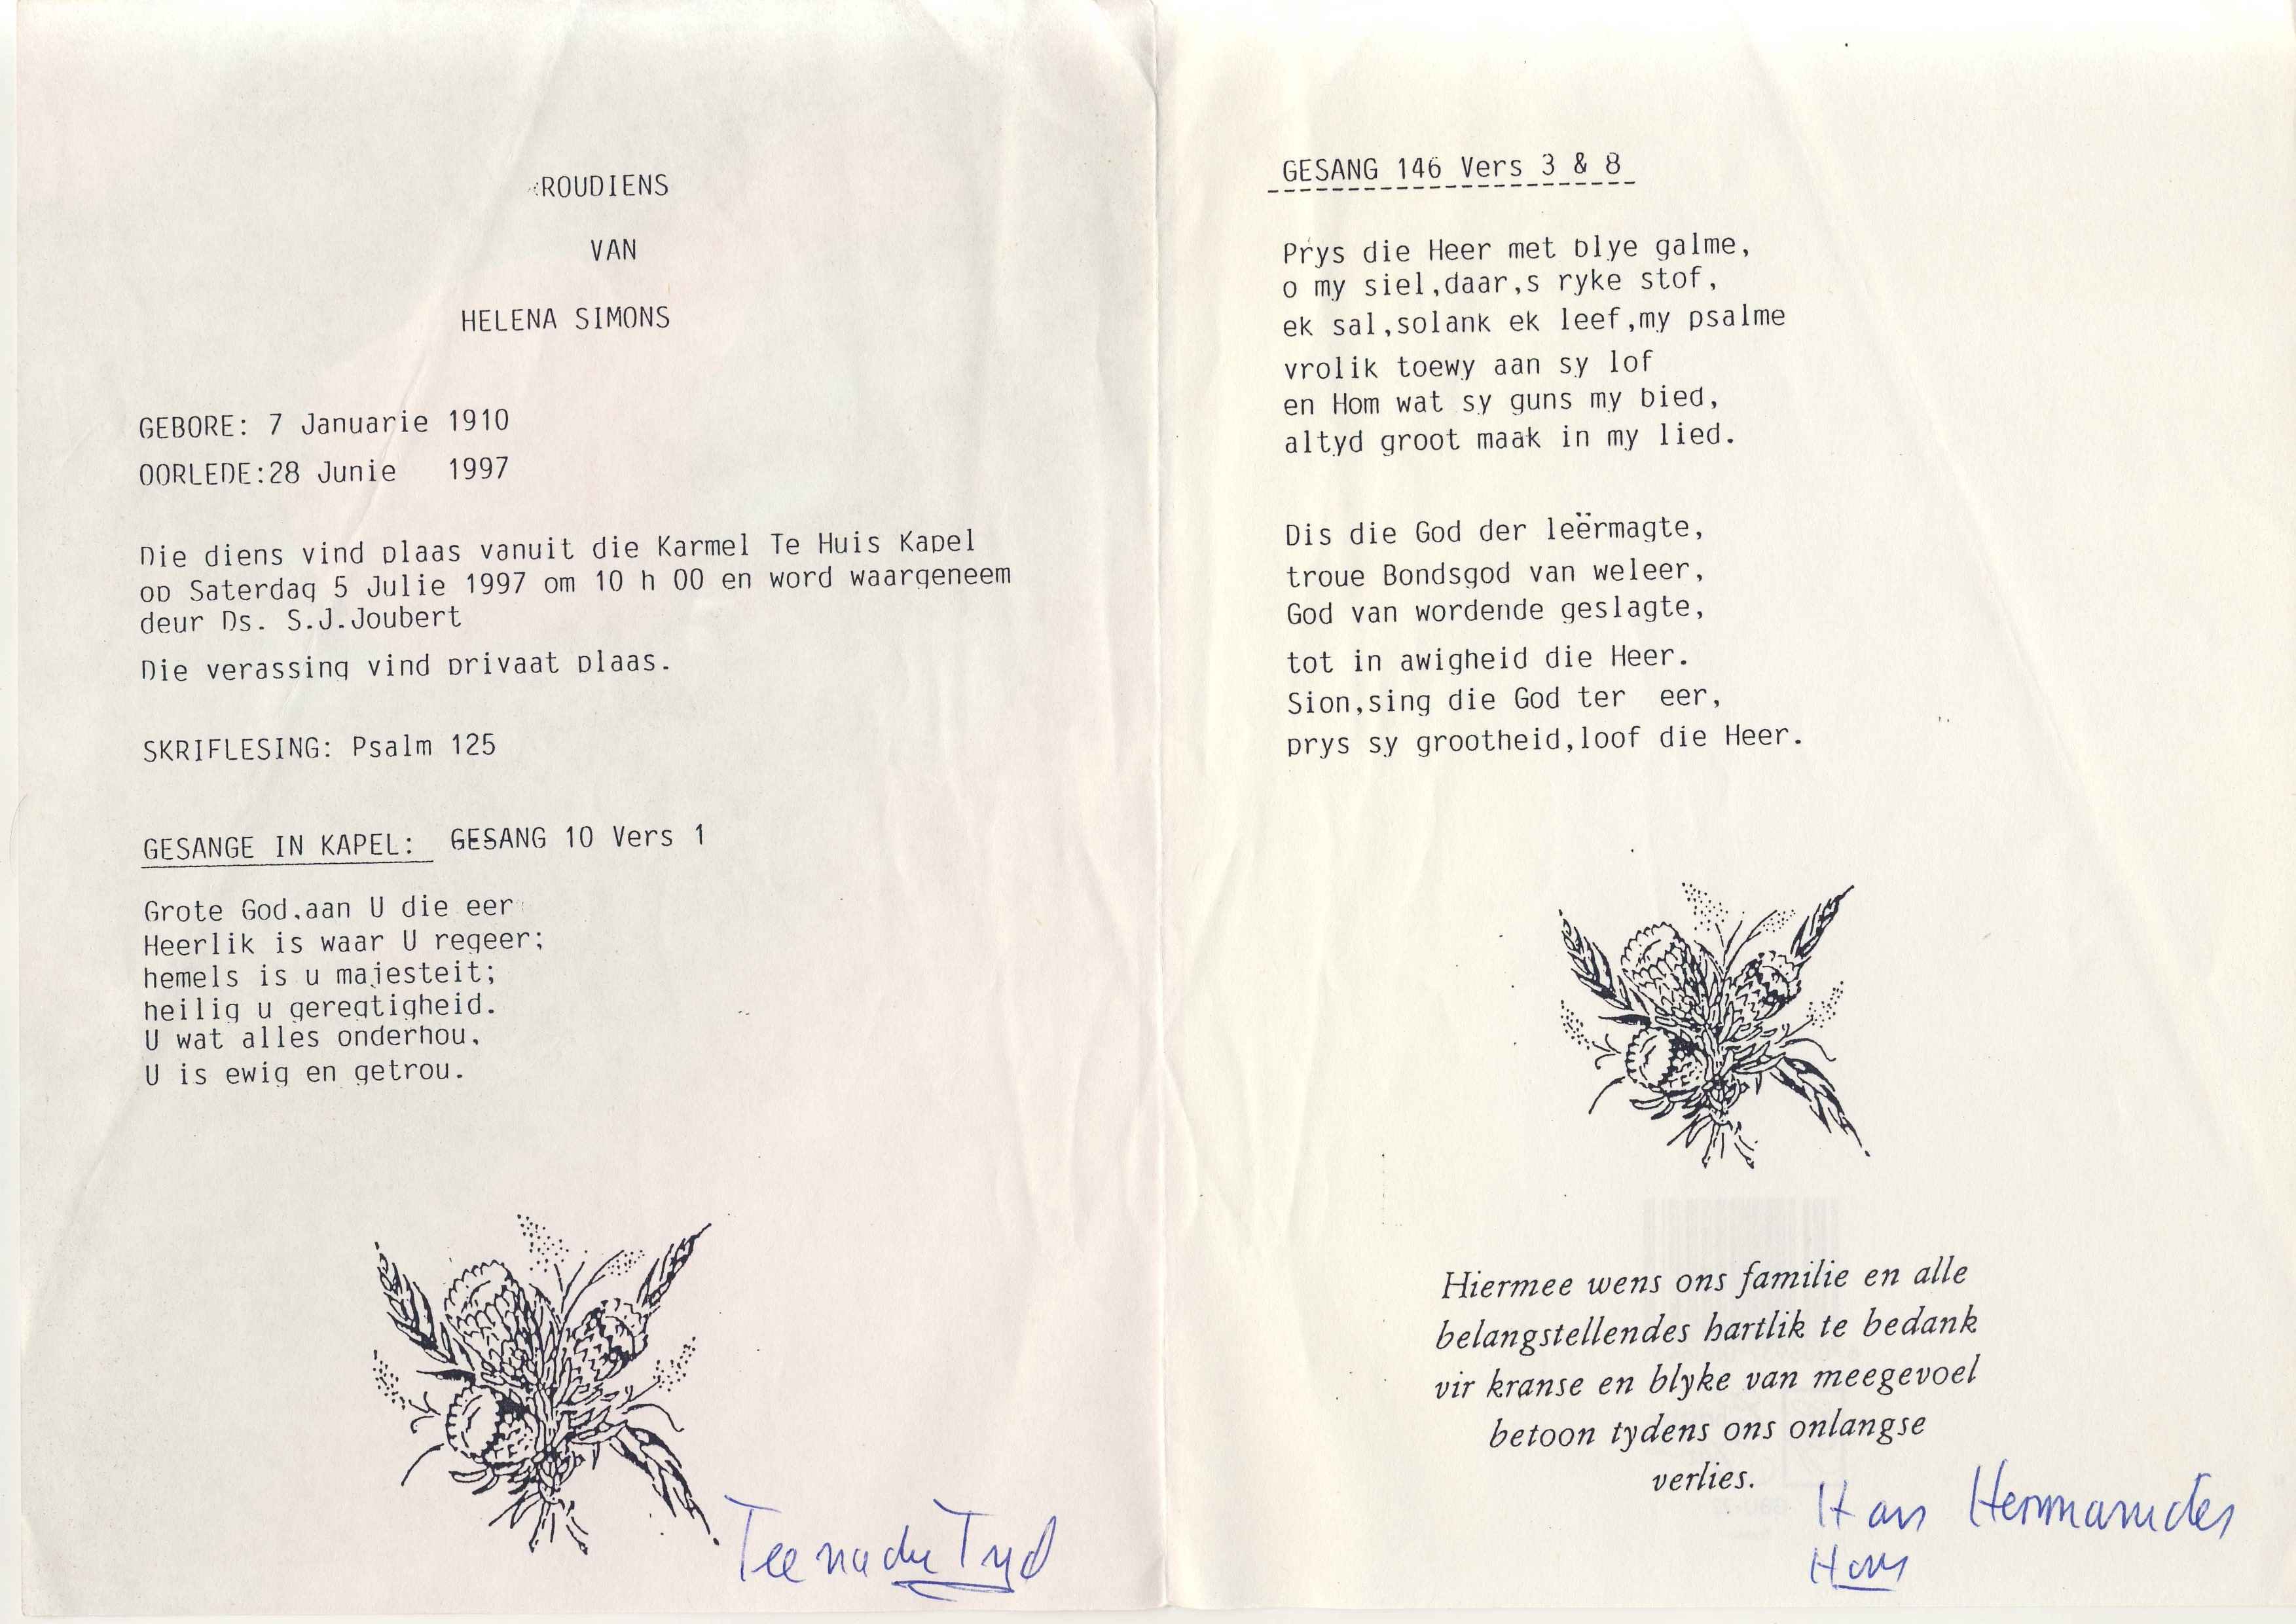 ROUDIENS
VAN
HELENA SIMONS
GEBORE: 7 Januarie 1910
OORLEDE:28 Junie 1997
Die diens vind plaas vanuit die Karmel Te Huis Kapel
op Saterdag 5 Julie 1997 om 10 h 00 en word waargeneem
deur Ds. S.J.Joubert
Die verassing vind privaat plaas.
SKRIFLESING: Psalm 125
GESANGE IN KAPEL: GESANG 10 Vers 1
Grote God,aan U die eer
Heerlik is waar U regeer;
hemels is u majesteit;
heilig u geregtigheid.
U wat alles onderhou,
U is ewig en getrou.
Tee na die Tyd
GESANG 146 Vers 3 & 8
Prys die Heer met blye galme,
o my siel,daar,s ryke stof,
ek sal,solank ek leef,my psalme
vrolik toewy aan sy lof
en Hom wat sy guns my bied,
altyd groot maak in my lied.
Dis die God der leërmagte,
troue Bondsgod van weleer,
God van wordende geslagte,
tot in awigheid die Heer.
Sion,sing die God ter eer,
prys sy grootheid,loof die Heer.
Hiermee wens ons familie en alle
belangstellendes hartlik te bedank
vir kranse en blyke van meegevoel
betoon tydens ons onlangse
verlies.
Han Hermanides